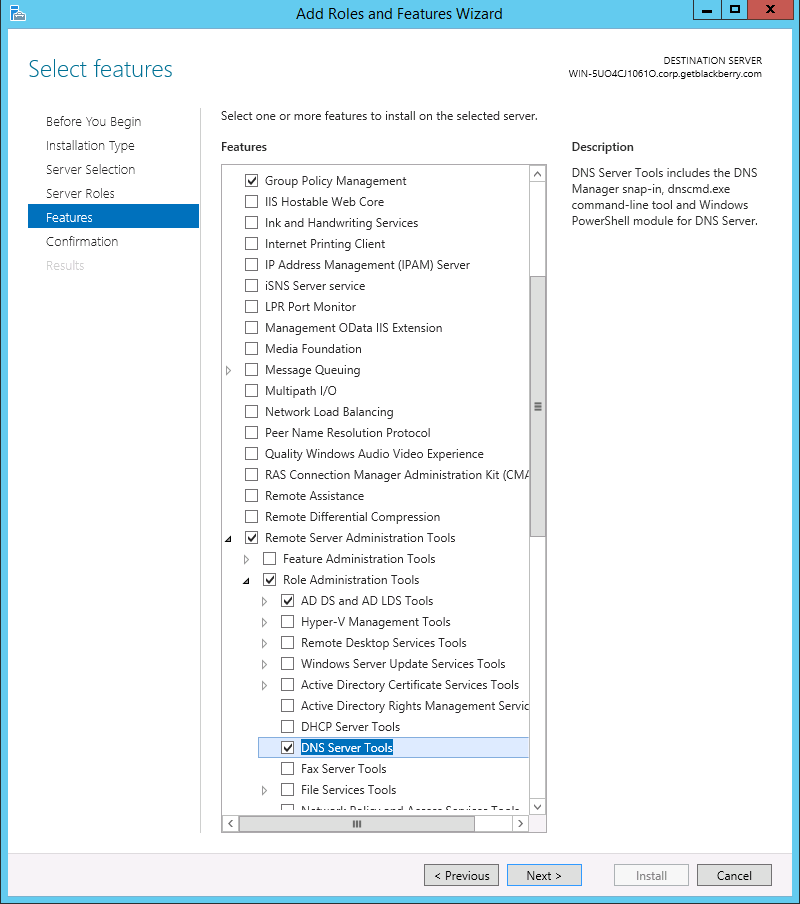 Add Roles and Features Wizard
Select features
DESTINATION SERVER
WIN-5UO4CJ1061O.corp.getblackberry.com
Before You Begin
Installation Type
Server Selection
Server Roles
Features
Confirmation
Results
Select one or more features to install on the selected server.
Features
Group Policy Management
IIS Hostable Web Core
Ink and Handwriting Services
Internet Printing Client
IP Address Management (IPAM) Server
iSNS Server service
LPR Port Monitor
Management OData IIS Extension
Media Foundation
Message Queuing
Multipath I/O
Network Load Balancing
Peer Name Resolution Protocol
Quality Windows Audio Video Experience
RAS Connection Manager Administration Kit (CMA
Remote Assistance
Remote Differential Compression
Remote Server Administration Tools
Feature Administration Tools
Role Administration Tools
AD DS and AD LDS Tools
Hyper-V Management Tools
Remote Desktop Services Tools
Windows Server Update Services Tools
Active Directory Certificate Services Tools
Active Directory Rights Management Servic
DHCP Server Tools
DNS Server Tools
Fax Server Tools
File Services Tools
Network Policy and Access Services Tools
Description
DNS Server Tools includes the DNS
Manager snap-in, dnscmd.exe
command-line tool and Windows
PowerShell module for DNS Server.
< Previous
Next >
Install
Cancel